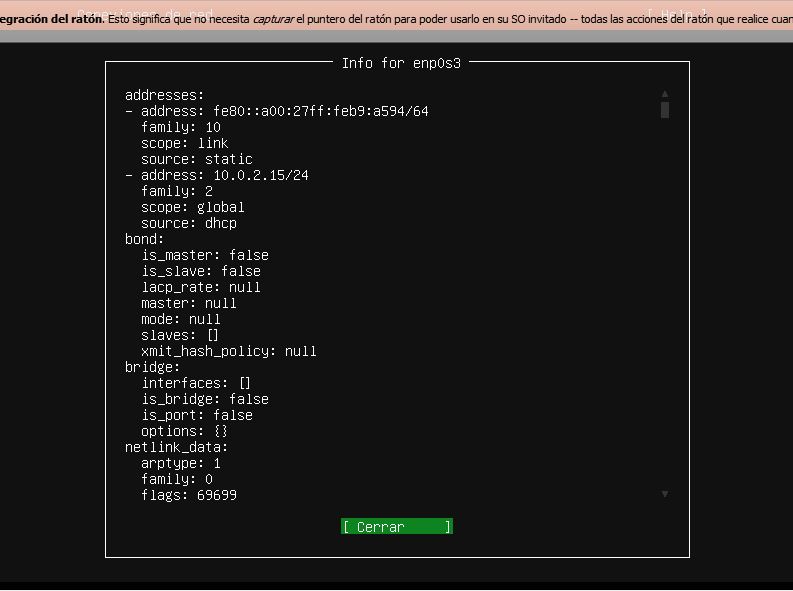 egración del ratón. Esto significa que no necesita capturar el puntero del ratón para poder usarlo en su SO invitado -- todas las acciones del ratón que realice cuan
[ Help ]
Info for enp0s3
addresses:
- address: fe80::a00:27ff:feb9:a594/64
family: 10
scope: link
source: static
- address: 10.0.2.15/24
family: 2
scope: global
source: dhcp
bond:
is_master: false
is_slave: false
lacp_rate: null
master: null
mode: null
slaves: []
xmit_hash_policy: null
bridge:
interfaces: []
is_bridge: false
is_port: false
options: {}
netlink_data:
arptype: 1
family: 0
flags: 69699
[ Cerrar ]